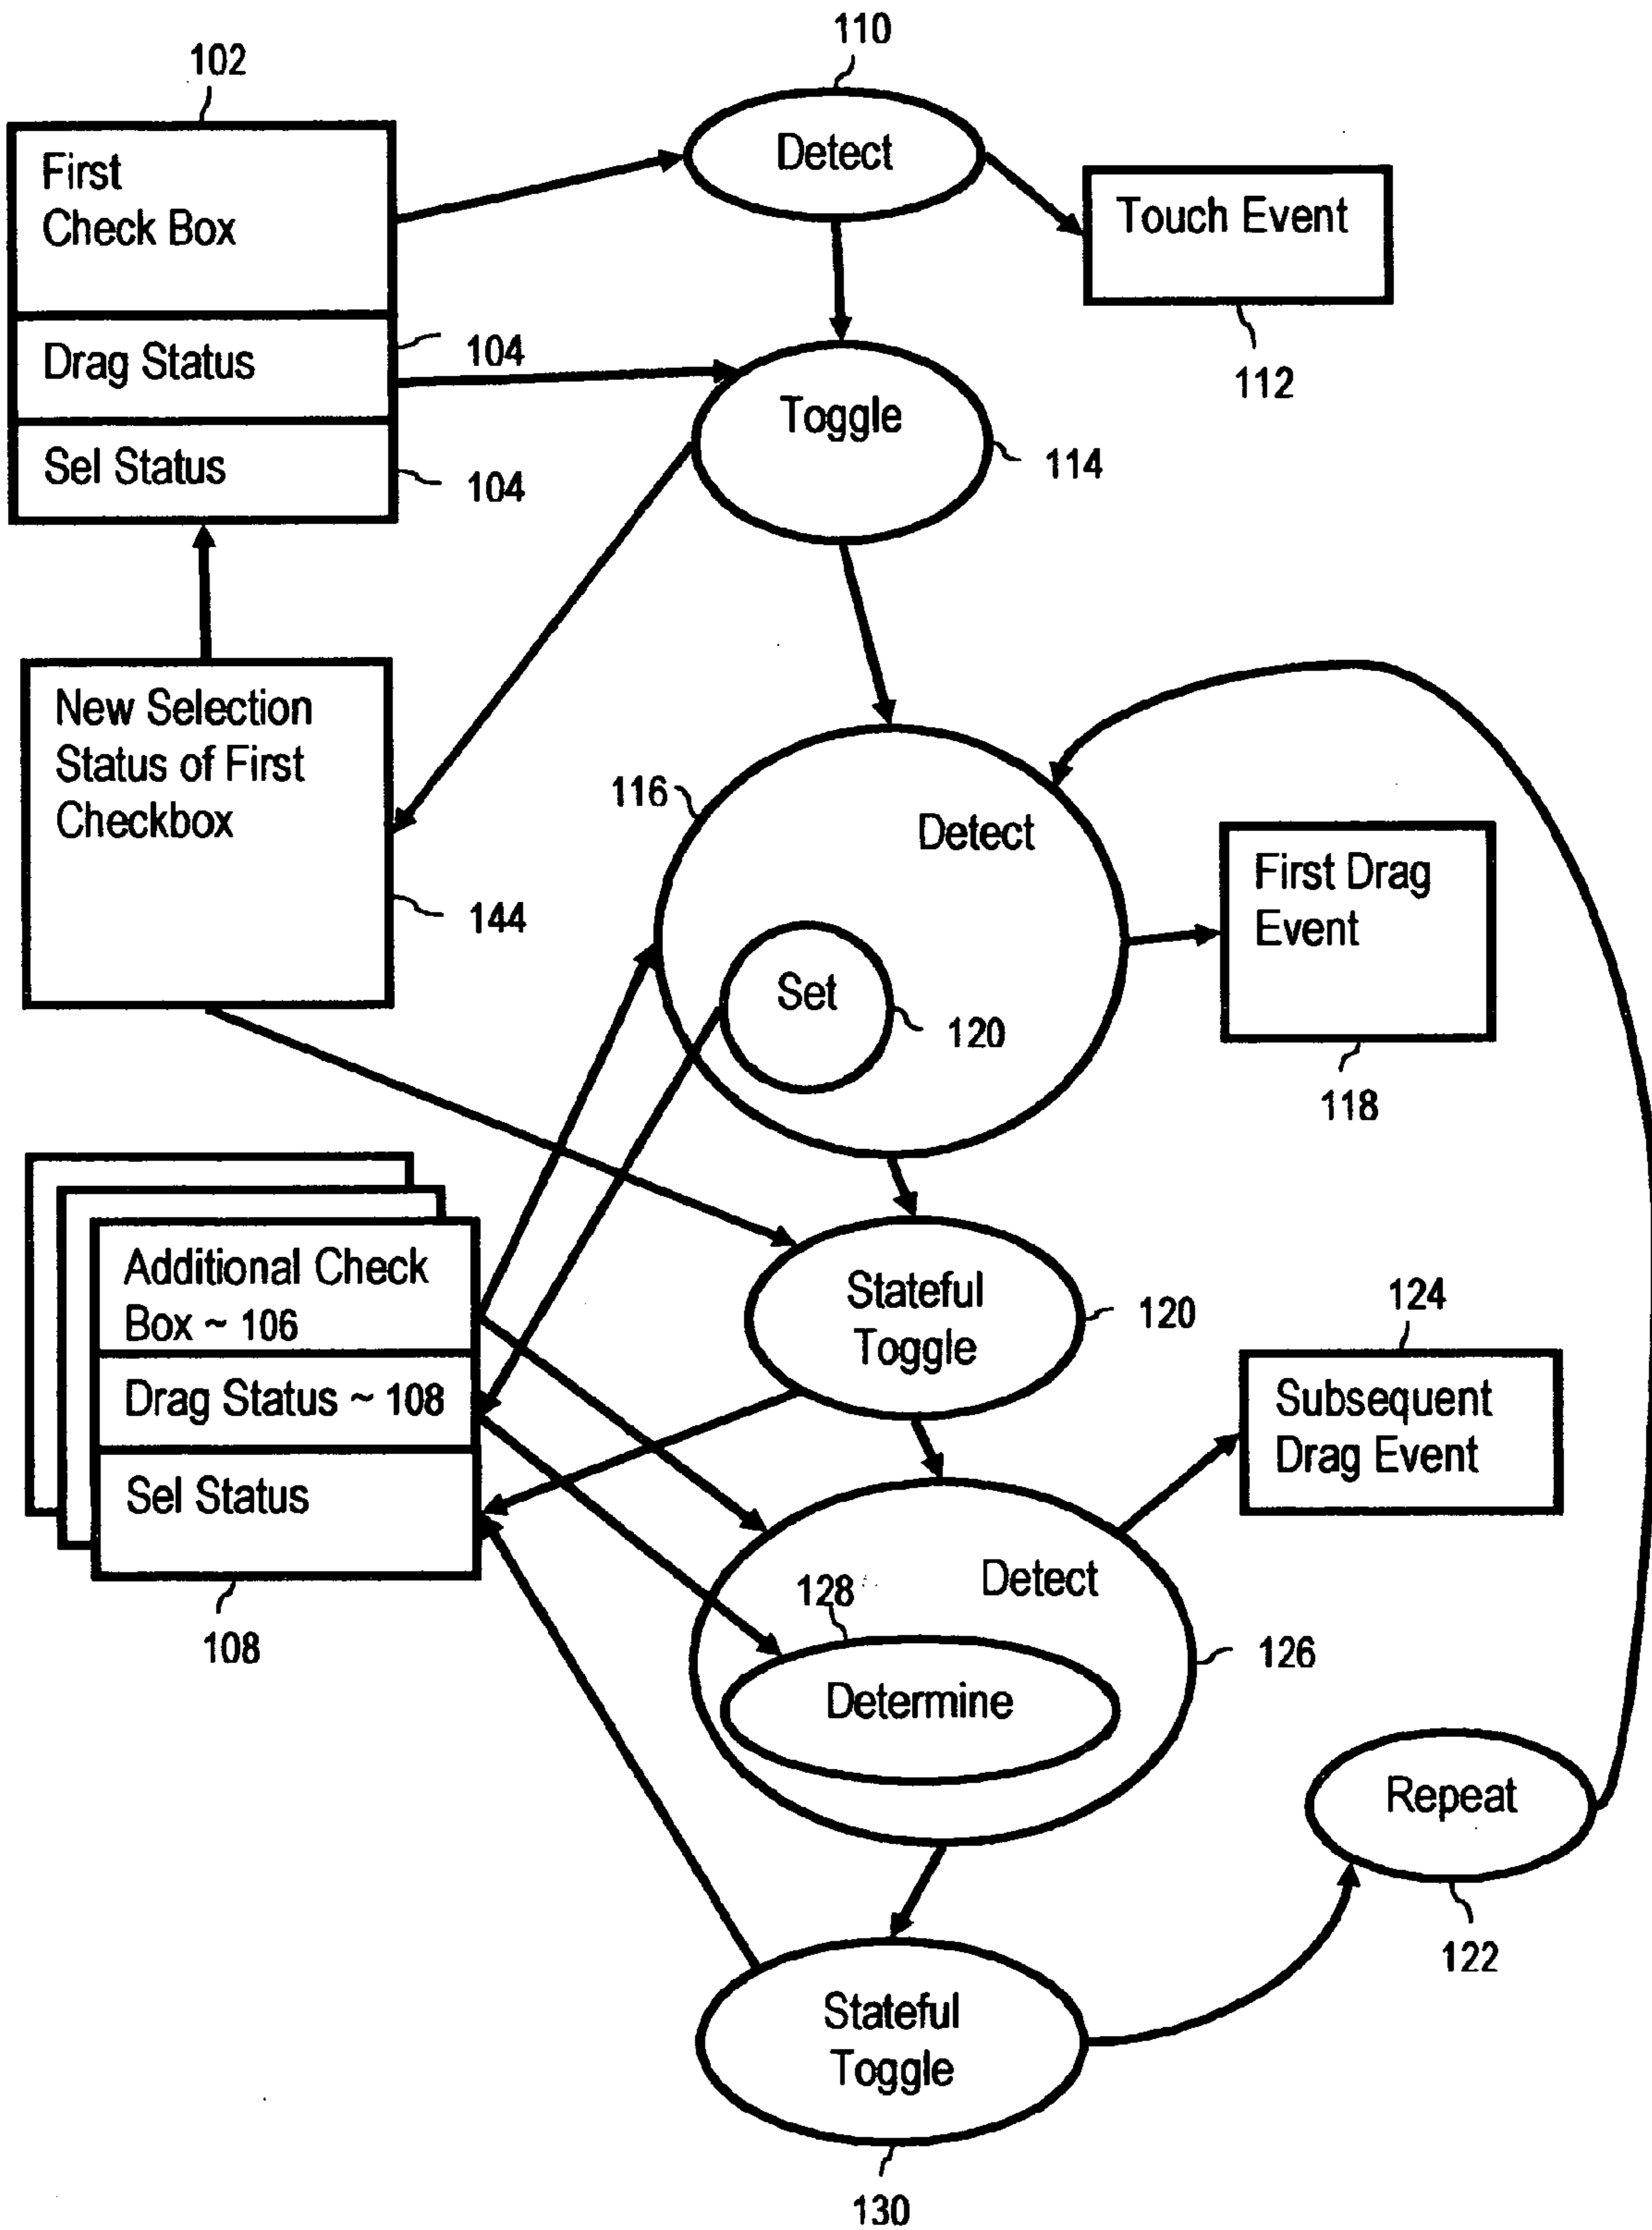 110
102
Detect
First
Check Box
Touch Event
Drag Status
104
112
Toggle
Sel Status
104
114
New Selection
Status of First
Checkbox
116
Detect
First Drag
Event
144
Set
120
118
Additional Check
Box ~ 106
Stateful
Toggle
120
124
Drag Status ~ 108
Subsequent
Drag Event
Sel Status
Detect
128
108
126
Determine
Repeat
122
Stateful
Toggle
130